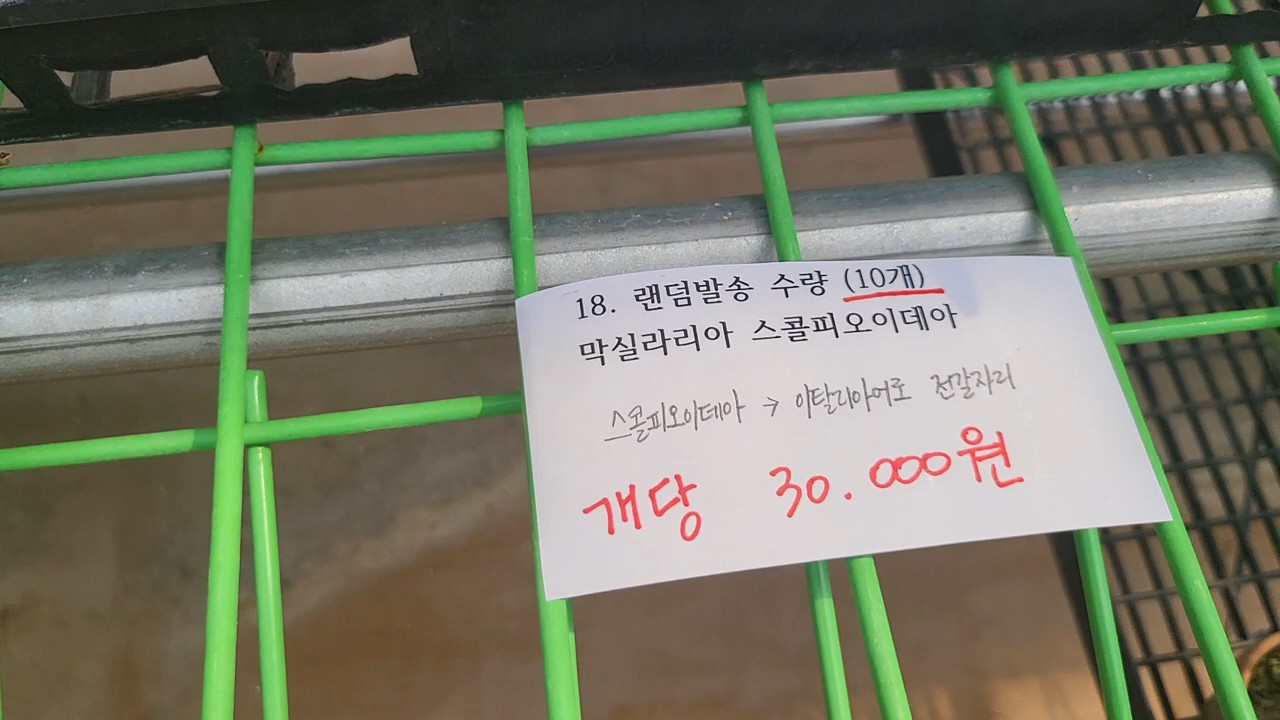 18. 랜덤발송 수량 (10개)
막실라리아 스콜피오이데아
스콜피오이데아 → 이탈리아어로 전갈자리
개당 30.000원